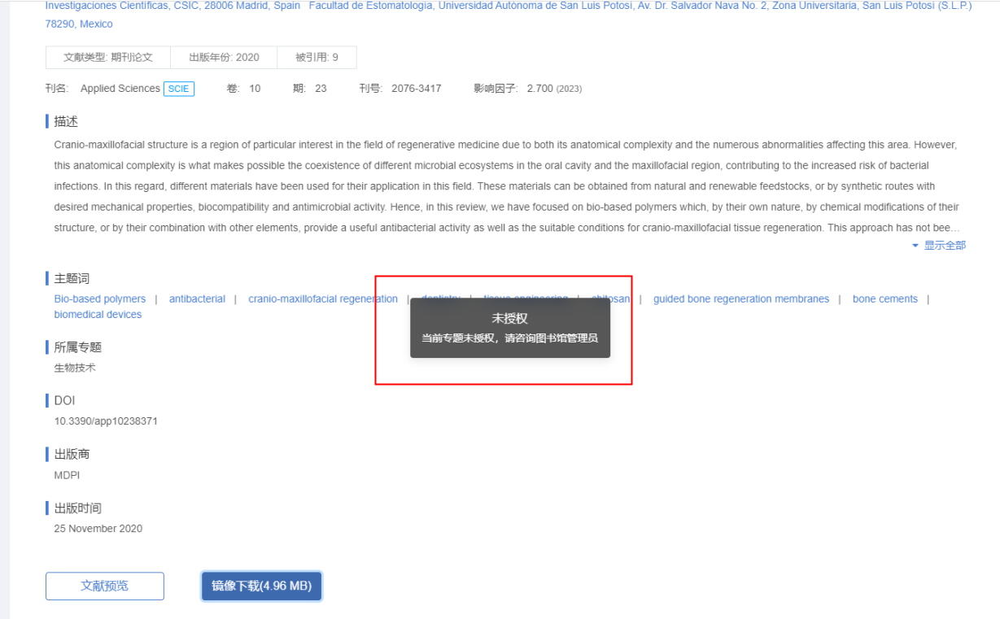 Investigaciones Científicas, CSIC, 28006 Madrid, Spain Facultad de Estomatología, Universidad Autónoma de San Luis Potosí, Av. Dr. Salvador Nava No. 2, Zona Universitaria, San Luis Potosí (S.L.P.)
78290, Mexico
文献类型: 期刊论文 出版年份: 2020 被引用: 9
刊名: Applied Sciences SCIE 卷: 10 期: 23 刊号: 2076-3417 影响因子: 2.700 (2023)
描述
Cranio-maxillofacial structure is a region of particular interest in the field of regenerative medicine due to both its anatomical complexity and the numerous abnormalities affecting this area. However,
this anatomical complexity is what makes possible the coexistence of different microbial ecosystems in the oral cavity and the maxillofacial region, contributing to the increased risk of bacterial
infections. In this regard, different materials have been used for their application in this field. These materials can be obtained from natural and renewable feedstocks, or by synthetic routes with
desired mechanical properties, biocompatibility and antimicrobial activity. Hence, in this review, we have focused on bio-based polymers which, by their own nature, by chemical modifications of their
structure, or by their combination with other elements, provide a useful antibacterial activity as well as the suitable conditions for cranio-maxillofacial tissue regeneration. This approach has not bee...
显示全部
主题词
Bio-based polymers | antibacterial | cranio-maxillofacial regeneration | dentistry | tissue engineering | chitosan | guided bone regeneration membranes | bone cements |
biomedical devices
未授权
当前专题未授权，请咨询图书馆管理员
所属专题
生物技术
DOI
10.3390/app10238371
出版商
MDPI
出版时间
25 November 2020
文献预览 镜像下载(4.96 MB)